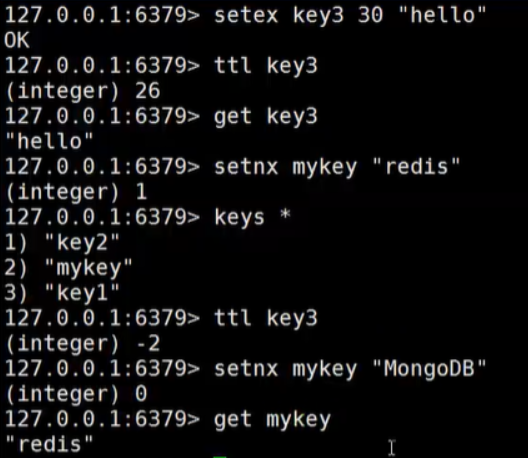 127.0.0.1:6379> setex key3 30 "hello"
OK
127.0.0.1:6379> ttl key3
(integer) 26
127.0.0.1:6379> get key3
"hello"
127.0.0.1:6379> setnx mykey "redis"
(integer) 1
127.0.0.1:6379> keys *
1) "key2"
2) "mykey"
3) "key1"
127.0.0.1:6379> ttl key3
(integer) -2
127.0.0.1:6379> setnx mykey "MongoDB"
(integer) 0
127.0.0.1:6379> get mykey
"redis"